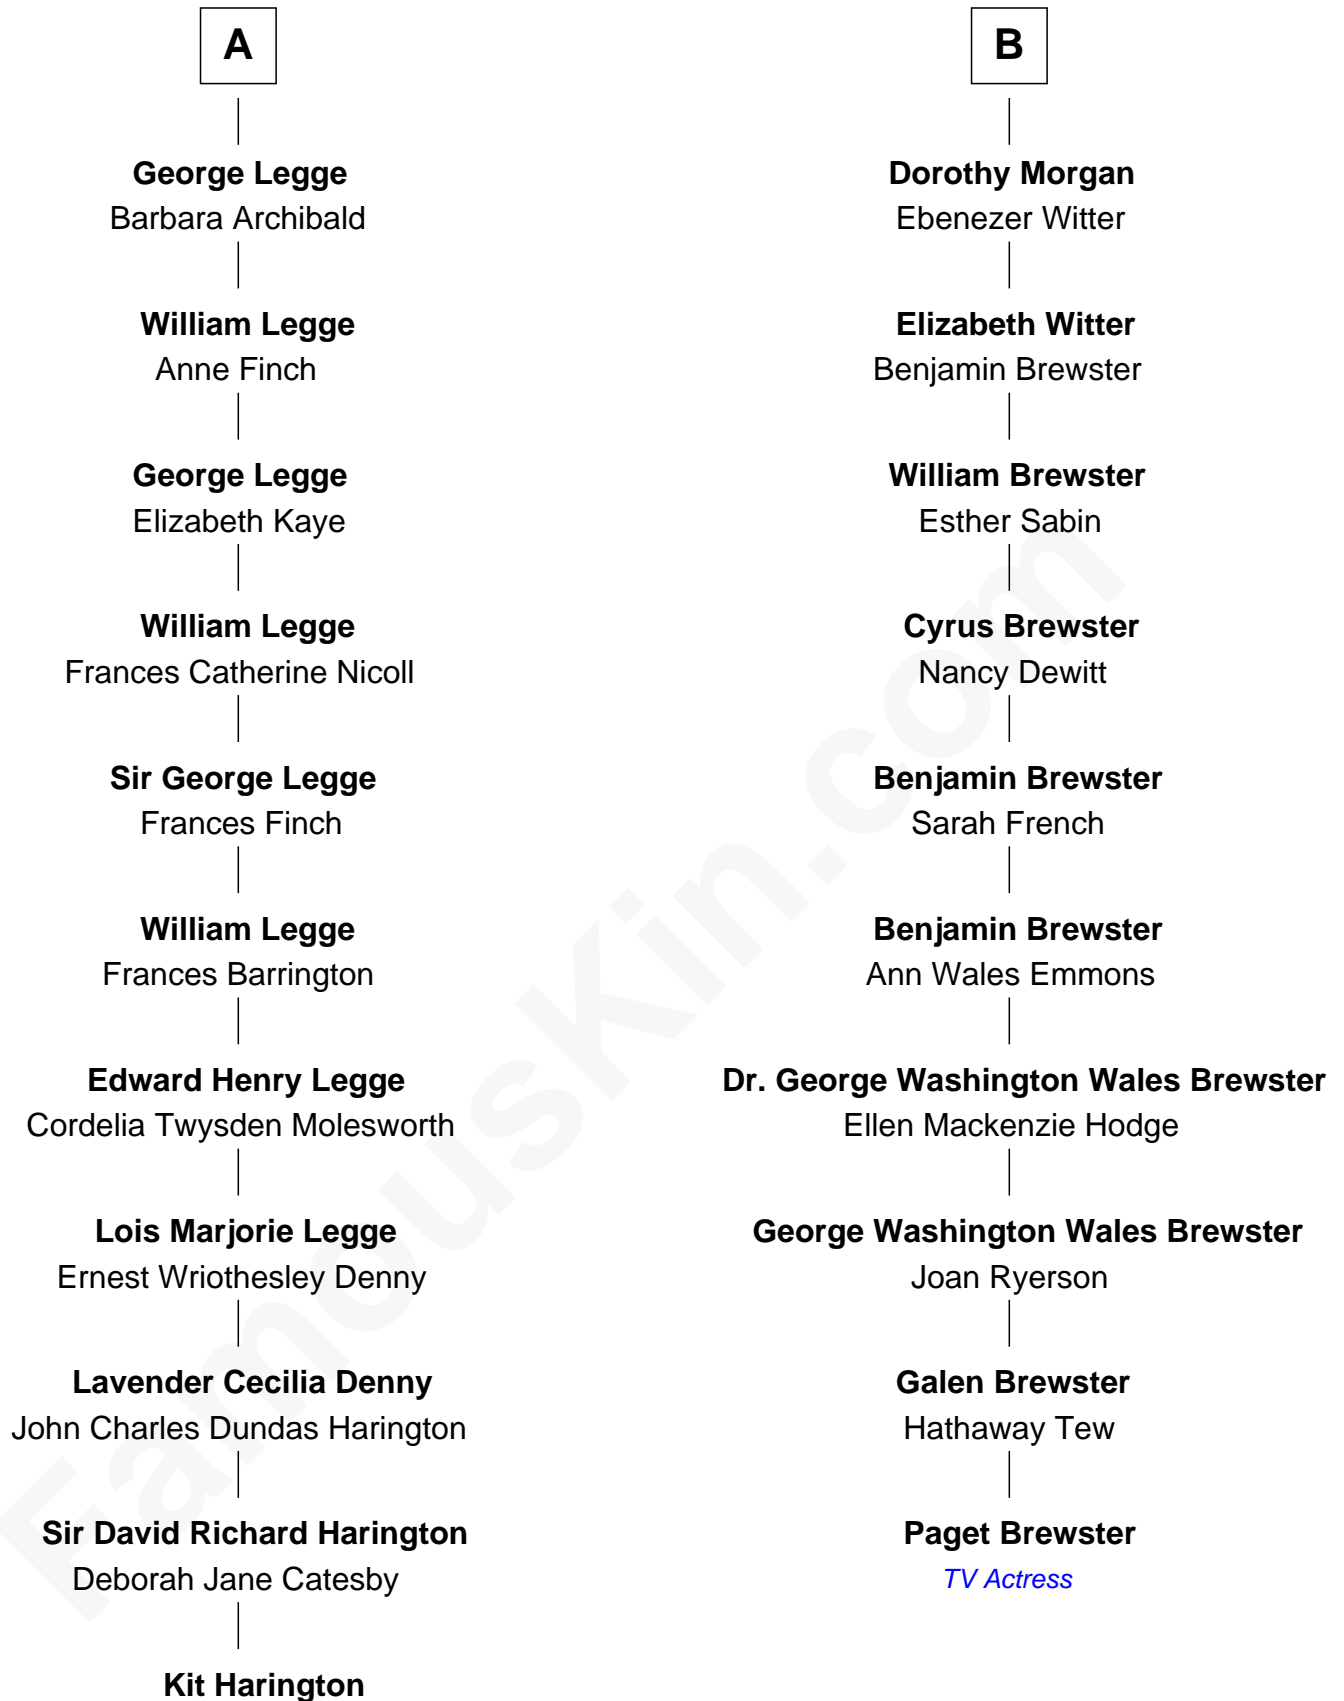 A
George Legge
Barbara Archibald
William Legge
Anne Finch
George Legge
Elizabeth Kaye
William Legge
Frances Catherine Nicoll
Sir George Legge
Frances Finch
William Legge
Frances Barrington
Edward Henry Legge
Cordelia Twysden Molesworth
Lois Marjorie Legge
Ernest Wriothesley Denny
Lavender Cecilia Denny
John Charles Dundas Harington
Sir David Richard Harington
Deborah Jane Catesby
Kit Harington
B
Dorothy Morgan
Ebenezer Witter
Elizabeth Witter
Benjamin Brewster
William Brewster
Esther Sabin
Cyrus Brewster
Nancy Dewitt
Benjamin Brewster
Sarah French
Benjamin Brewster
Ann Wales Emmons
Dr. George Washington Wales Brewster
Ellen Mackenzie Hodge
George Washington Wales Brewster
Joan Ryerson
Galen Brewster
Hathaway Tew
Paget Brewster
TV Actress
FamousKin.com